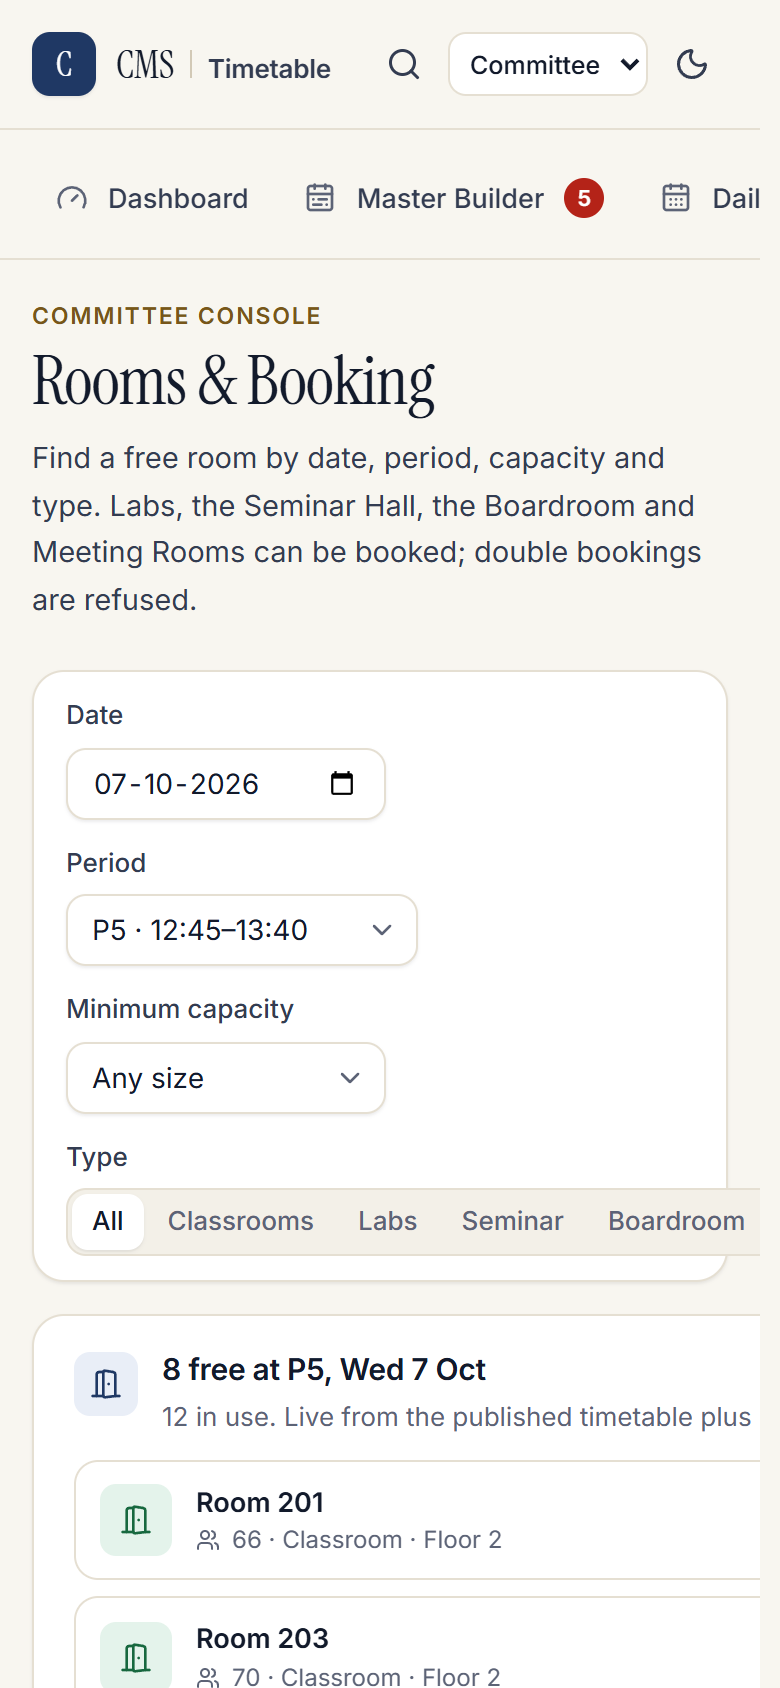 C CMS Timetable Committee
Dashboard Master Builder 5 Dail
COMMITTEE CONSOLE
Rooms & Booking
Find a free room by date, period, capacity and
type. Labs, the Seminar Hall, the Boardroom and
Meeting Rooms can be booked; double bookings
are refused.
Date
07-10-2026
Period
P5 · 12:45–13:40
Minimum capacity
Any size
Type
All Classrooms Labs Seminar Boardroom
8 free at P5, Wed 7 Oct
12 in use. Live from the published timetable plus
Room 201
66 · Classroom · Floor 2
Room 203
70 · Classroom · Floor 2